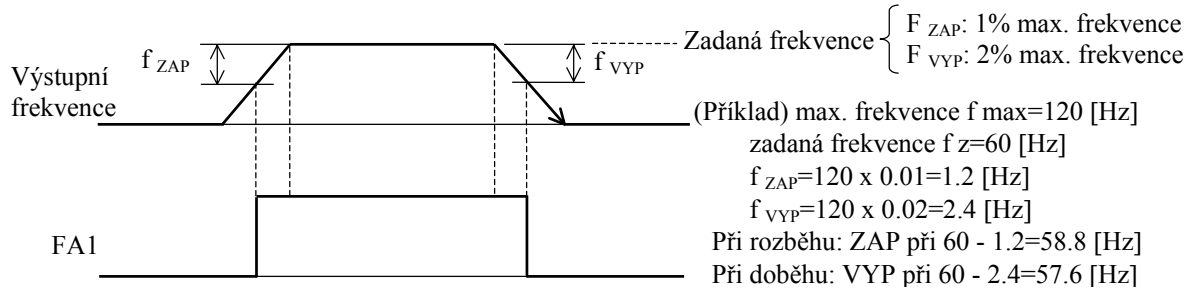 f ZAP
f VYP
Výstupní
frekvence
Zadaná frekvence
F ZAP: 1% max. frekvence
F VYP: 2% max. frekvence
(Příklad) max. frekvence f max=120 [Hz]
zadaná frekvence f z=60 [Hz]
f ZAP=120 x 0.01=1.2 [Hz]
f VYP=120 x 0.02=2.4 [Hz]
Při rozběhu: ZAP při 60 - 1.2=58.8 [Hz]
Při doběhu: VYP při 60 - 2.4=57.6 [Hz]
FA1